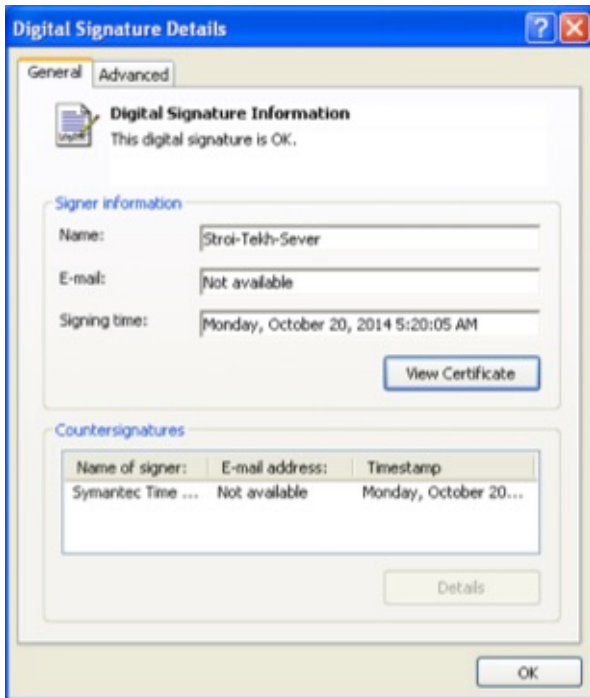 Digital Signature Details
General Advanced
Digital Signature Information
This digital signature is OK.
Signer information
Name: Stroi-Tekh-Sever
E-mail: Not available
Signing time: Monday, October 20, 2014 5:20:05 AM
View Certificate
Countersignatures
Name of signer: E-mail address: Timestamp
Symantec Time ... Not available Monday, October 20...
Details
OK